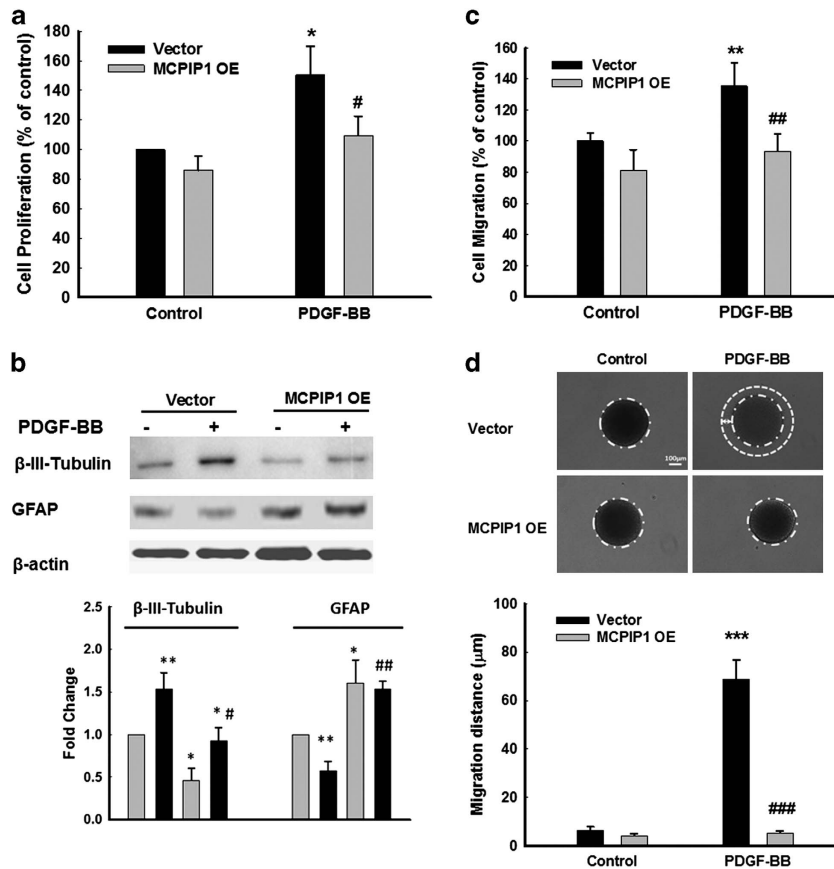 a
Cell Proliferation (% of control)
180
160
140
120
100
80
60
40
20
0
Vector
MCPIP1 OE
*
#
Control
PDGF-BB
c
Cell Migration (% of control)
160
140
120
100
80
60
40
20
0
Vector
MCPIP1 OE
**
##
Control
PDGF-BB
b
Vector
MCPIP1 OE
PDGF-BB
-
+
-
+
β-III-Tubulin
GFAP
β-actin
Fold Change
2.5
2.0
1.5
1.0
0.5
0.0
β-III-Tubulin
GFAP
**
*
* #
**
*
##
d
Control
PDGF-BB
Vector
100μm
MCPIP1 OE
Migration distance (μm)
100
80
60
40
20
0
Vector
MCPIP1 OE
***
###
Control
PDGF-BB